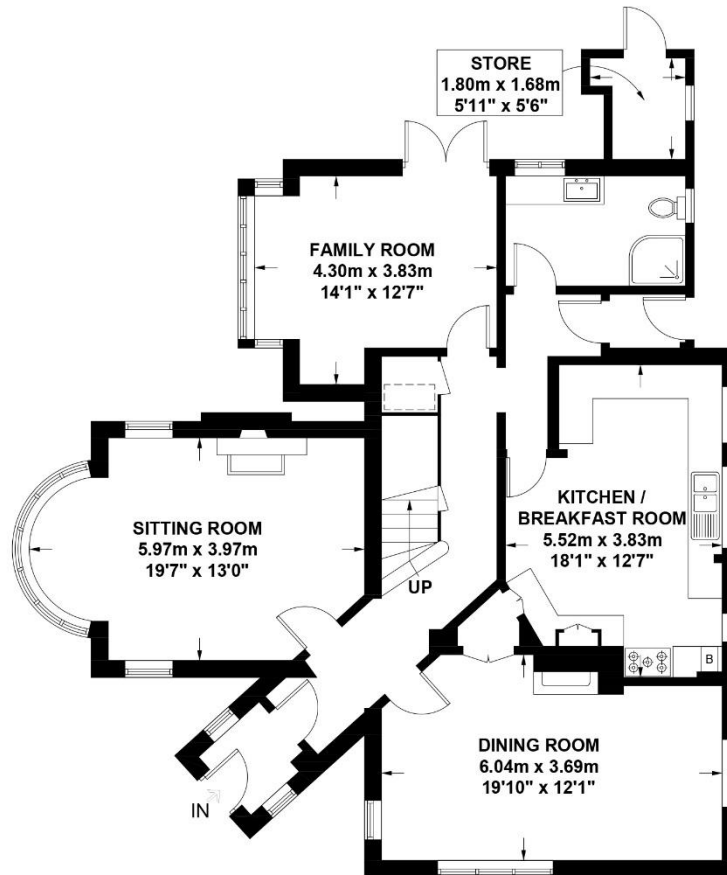 STORE
1.80m x 1.68m
5'11" x 5'6"
FAMILY ROOM
4.30m x 3.83m
14'1" x 12'7"
SITTING ROOM
5.97m x 3.97m
19'7" x 13'0"
UP
KITCHEN /
BREAKFAST ROOM
5.52m x 3.83m
18'1" x 12'7"
B
DINING ROOM
6.04m x 3.69m
19'10" x 12'1"
IN